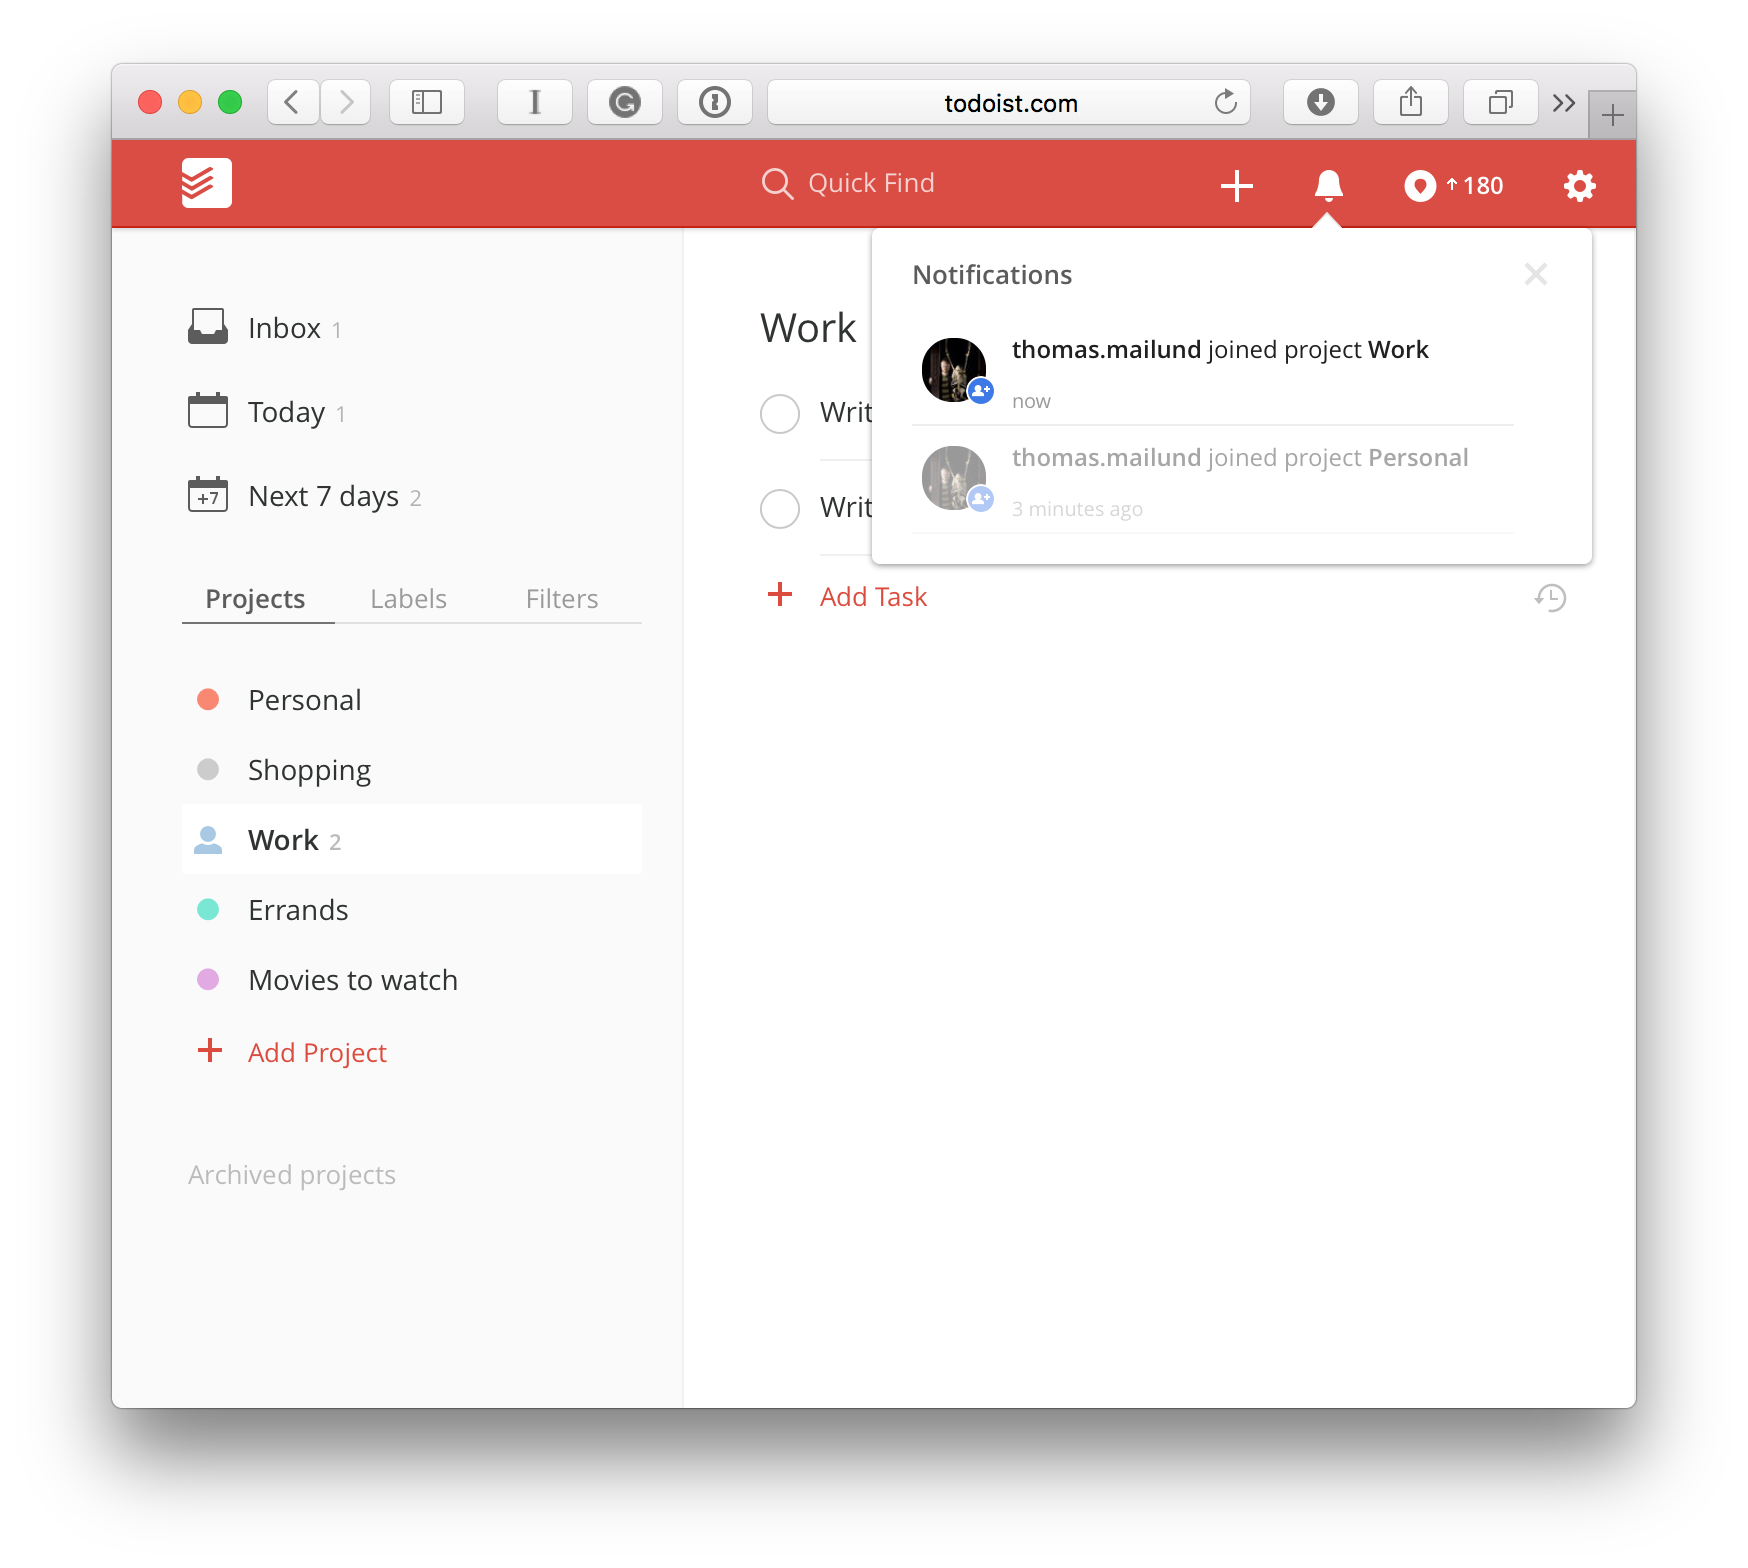 todoist.com
Quick Find
180
Notifications
thomas.mailund joined project Work
now
thomas.mailund joined project Personal
3 minutes ago
Inbox 1
Today 1
+7 Next 7 days 2
Projects Labels Filters
Personal
Shopping
Work 2
Errands
Movies to watch
+ Add Project
Archived projects
Work
Writ
Writ
+ Add Task